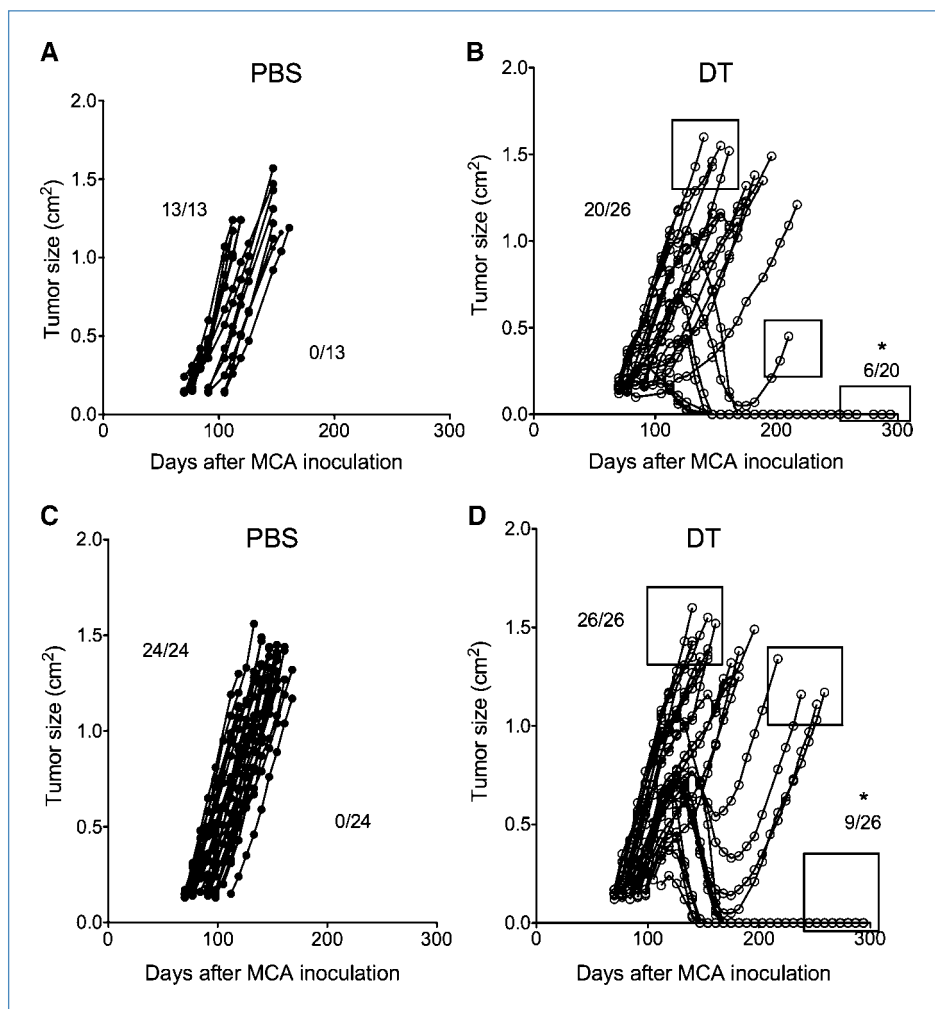 A
PBS
2.0
1.5
1.0
0.5
0.0
Tumor size (cm2)
13/13
0/13
0
100
200
300
Days after MCA inoculation
B
DT
2.0
1.5
1.0
0.5
0.0
Tumor size (cm2)
20/26
*
6/20
0
100
200
300
Days after MCA inoculation
C
PBS
2.0
1.5
1.0
0.5
0.0
Tumor size (cm2)
24/24
0/24
0
100
200
300
Days after MCA inoculation
D
DT
2.0
1.5
1.0
0.5
0.0
Tumor size (cm2)
26/26
*
9/26
0
100
200
300
Days after MCA inoculation